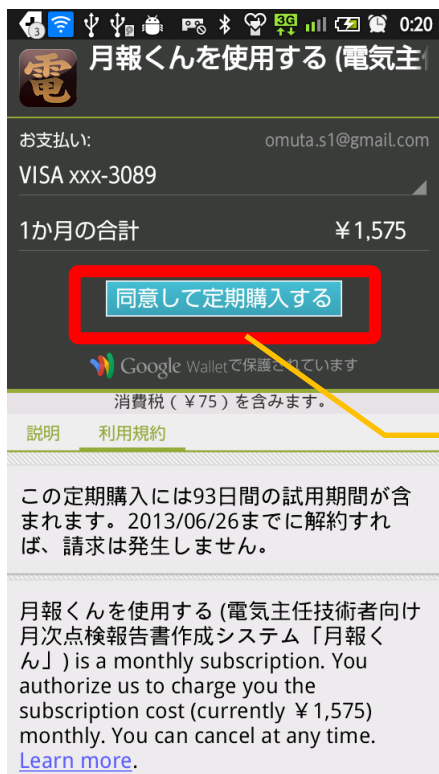 3
3G
0:20
電
月報くんを使用する (電気主
お支払い: omuta.s1@gmail.com
VISA xxx-3089
1か月の合計 ￥1,575
同意して定期購入する
Google Walletで保護されています
消費税 ( ￥75 ) を含みます。
説明 利用規約
この定期購入には93日間の試用期間が含
まれます。2013/06/26までに解約すれ
ば、請求は発生しません。
月報くんを使用する (電気主任技術者向け
月次点検報告書作成システム「月報く
ん」) is a monthly subscription. You
authorize us to charge you the
subscription cost (currently ￥1,575)
monthly. You can cancel at any time.
Learn more.